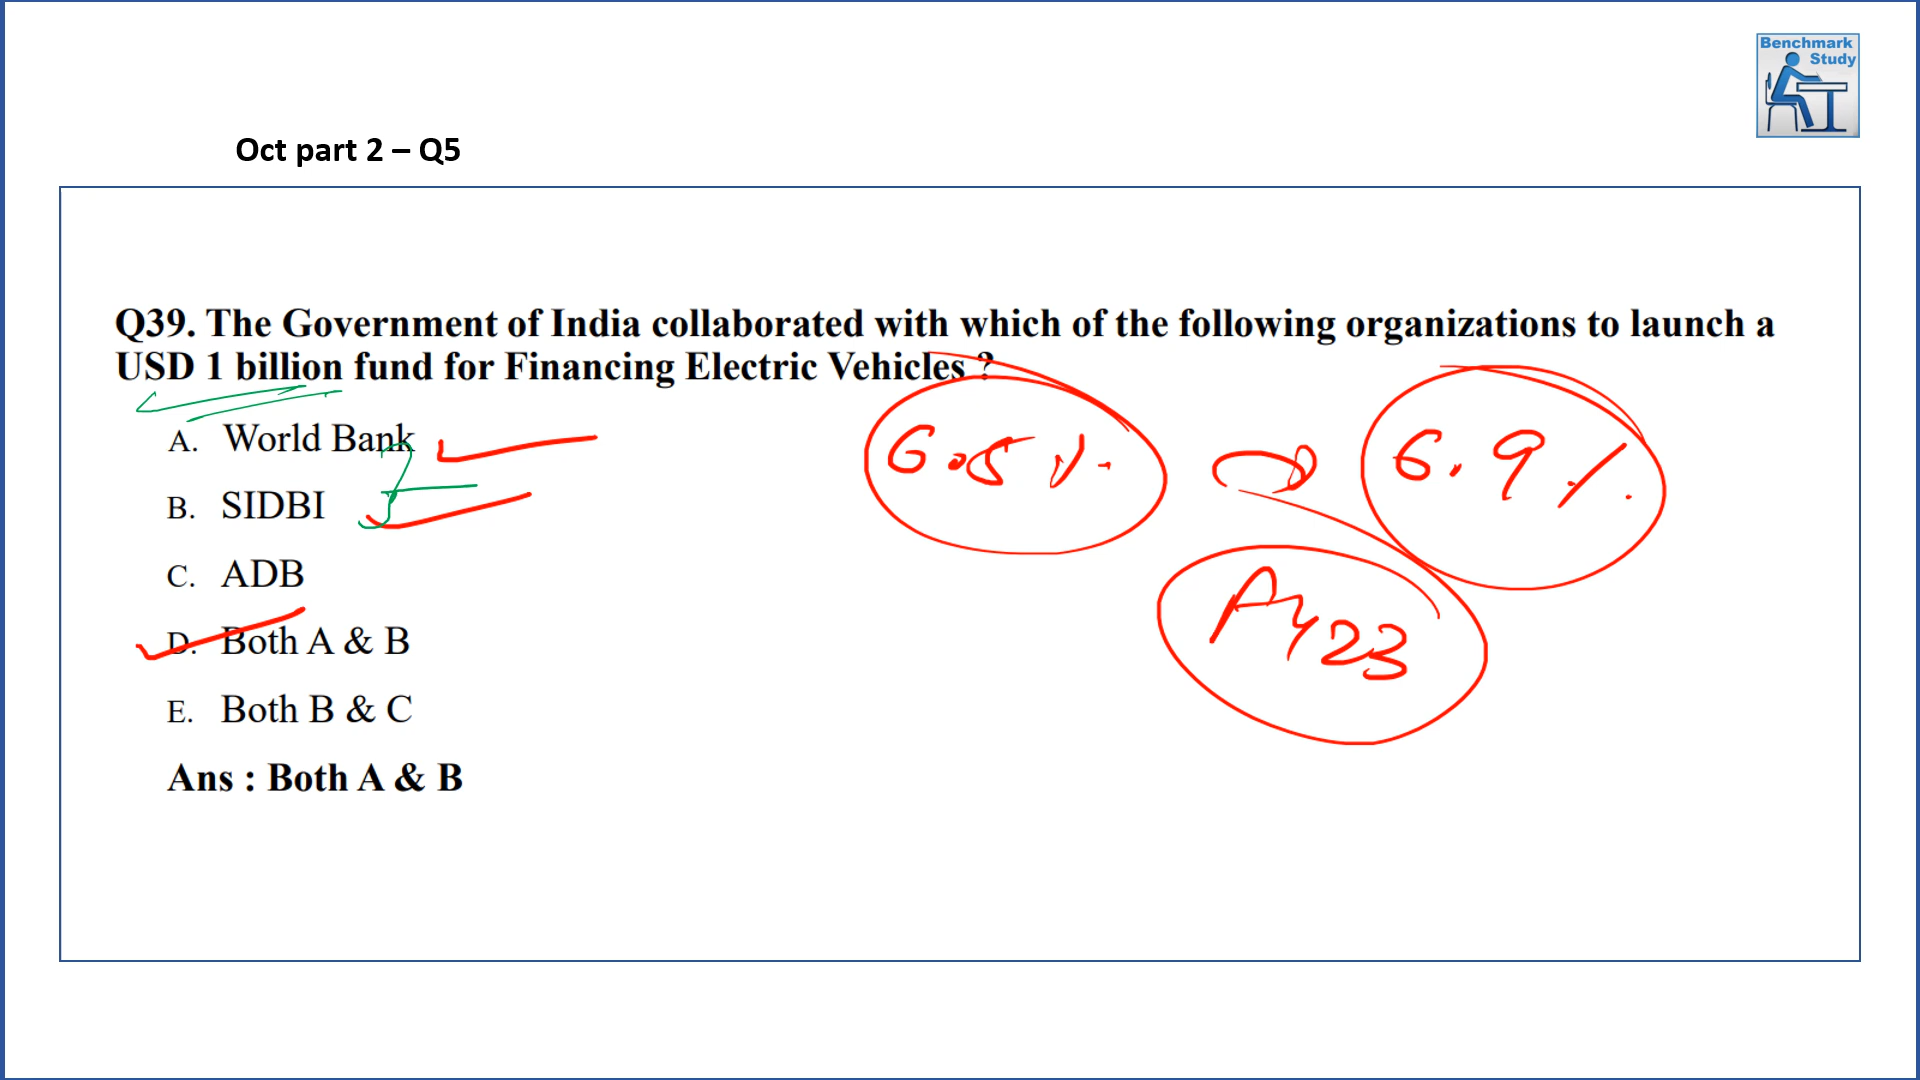 Benchmark
Study
Oct part 2 – Q5
Q39. The Government of India collaborated with which of the following organizations to launch a
USD 1 billion fund for Financing Electric Vehicles ?
A. World Bank
B. SIDBI
C. ADB
D. Both A & B
E. Both B & C
Ans : Both A & B
6.5 %
6.9 %
FY23